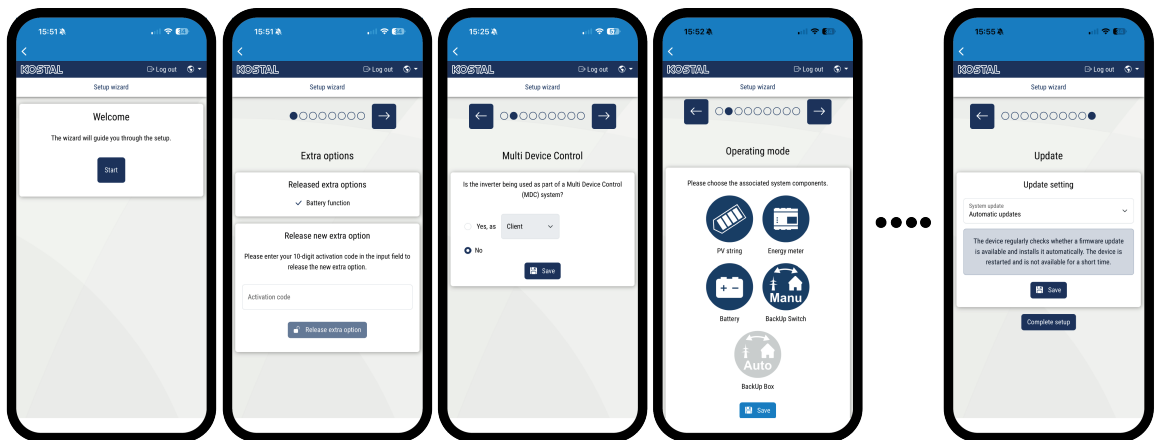 15:51
KOSTAL
Log out
Setup wizard
Welcome
The wizard will guide you through the setup.
Start
15:51
KOSTAL
Log out
Setup wizard
Extra options
Released extra options
Battery function
Release new extra option
Please enter your 10-digit activation code in the input field to
release the new extra option.
Activation code
Release extra option
15:25
KOSTAL
Log out
Setup wizard
Multi Device Control
Is the inverter being used as part of a Multi Device Control
(MDC) system?
Yes, as Client
No
Save
15:52
KOSTAL
Log out
Setup wizard
Operating mode
Please choose the associated system components.
PV string Energy meter
+ -
Manu
Battery BackUp Switch
Auto
BackUp Box
Save
15:55
KOSTAL
Log out
Setup wizard
Update
Update setting
System update
Automatic updates
The device regularly checks whether a firmware update
is available and installs it automatically. The device is
restarted and is not available for a short time.
Save
Complete setup